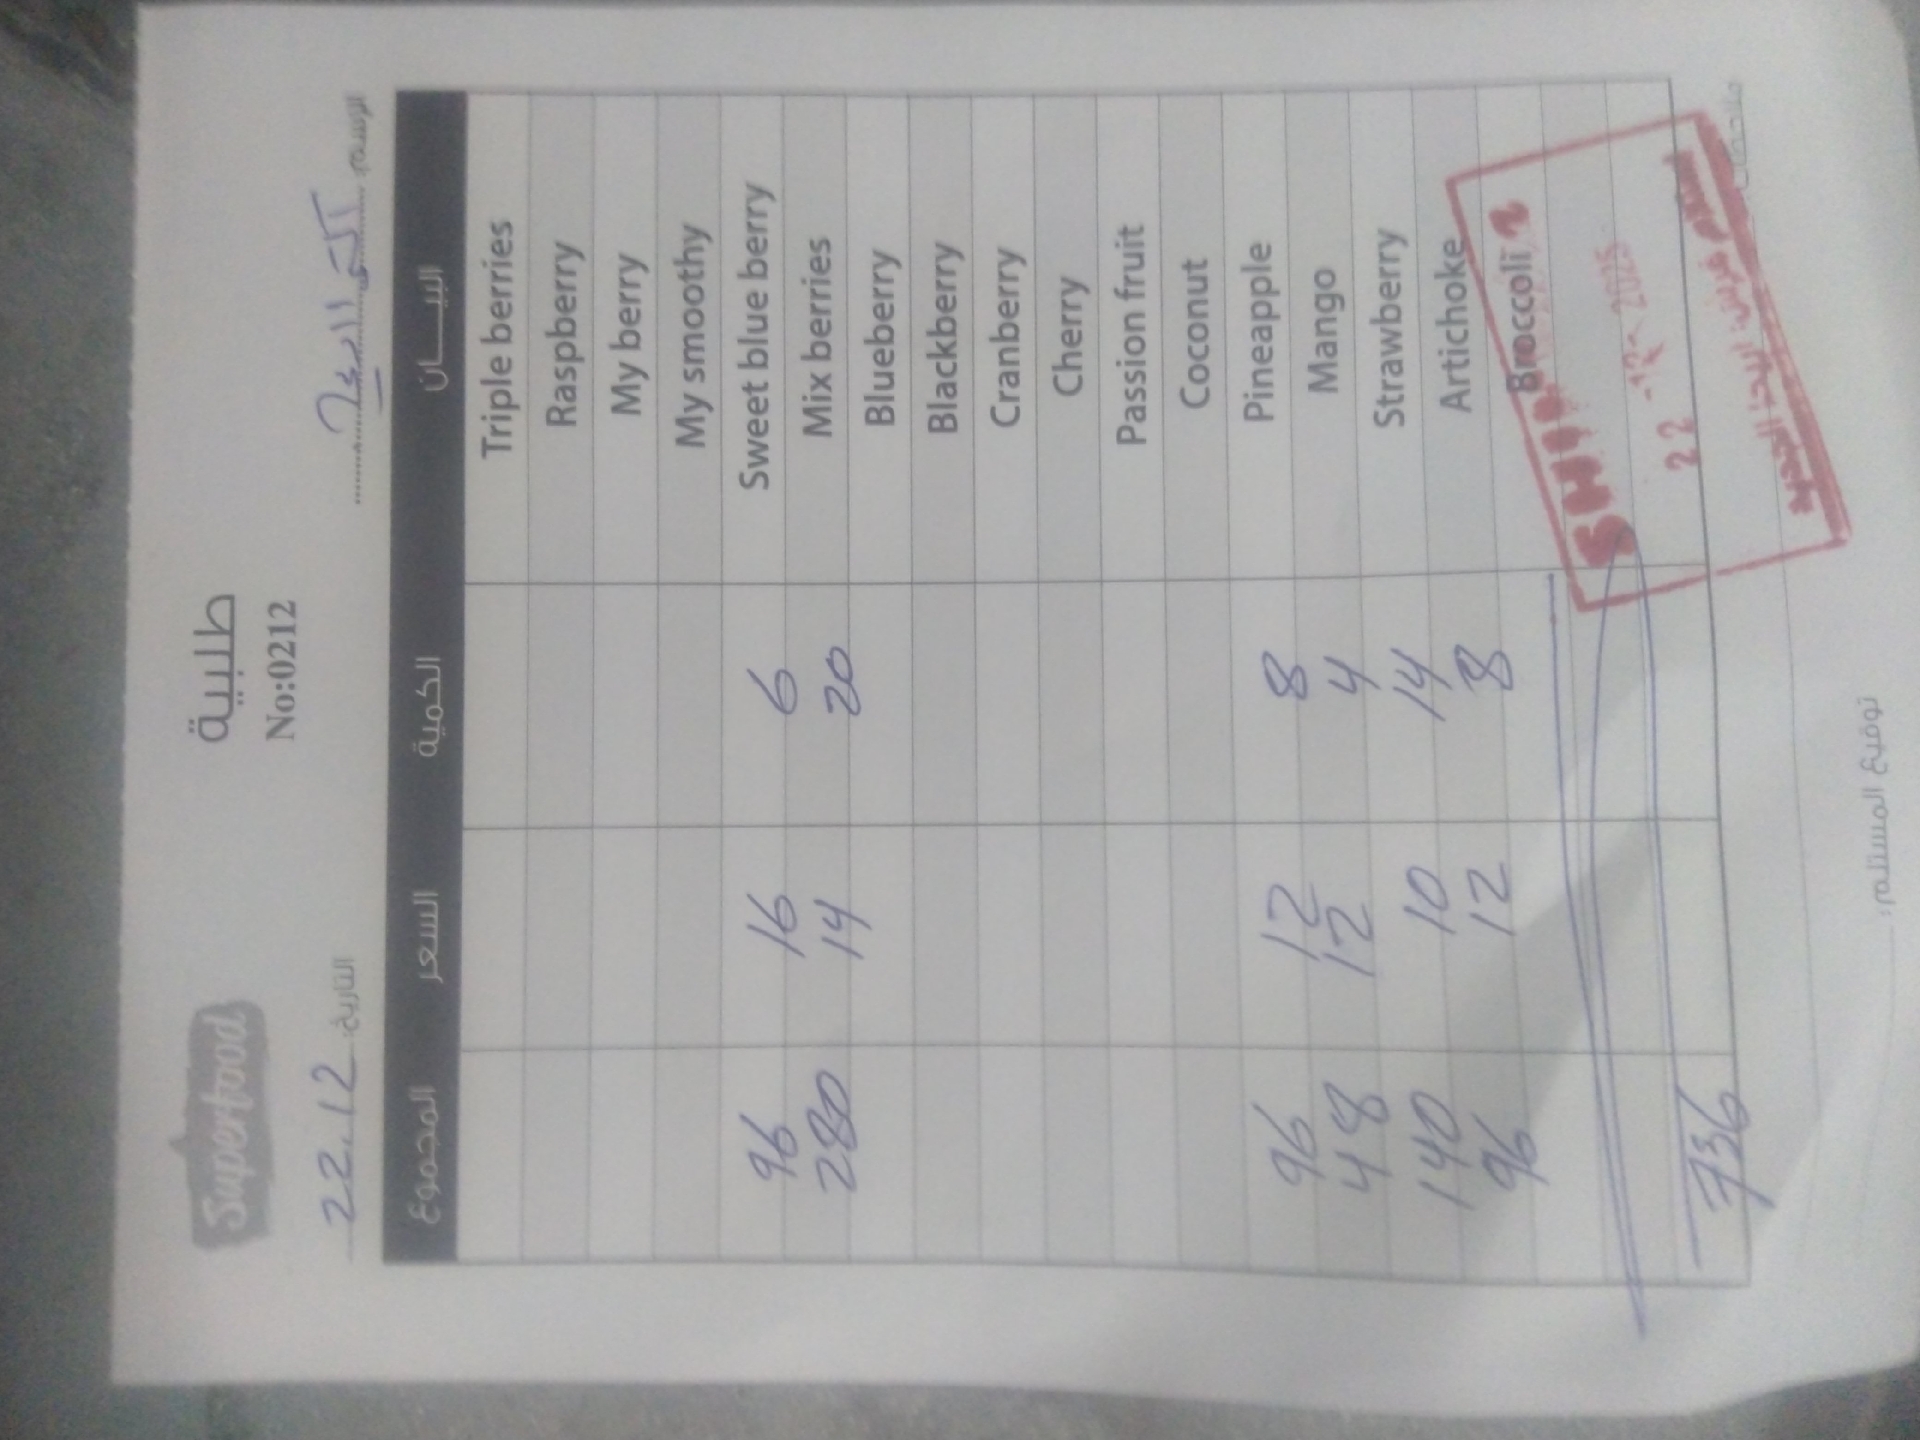 Superfood
طلبية
No:0212
الإسم
التاريخ: 22.12
البيـــان الكمية السعر المجموع
Triple berries
Raspberry
My berry
My smoothy
Sweet blue berry 6 16 96
Mix berries 20 14 280
Blueberry
Blackberry
Cranberry
Cherry
Passion fruit
Coconut
Pineapple 8 12 96
Mango 4 12 48
Strawberry 14 10 140
Artichoke 8 12 96
Broccoli
22 -12- 2025
736
توقيع المستلم: